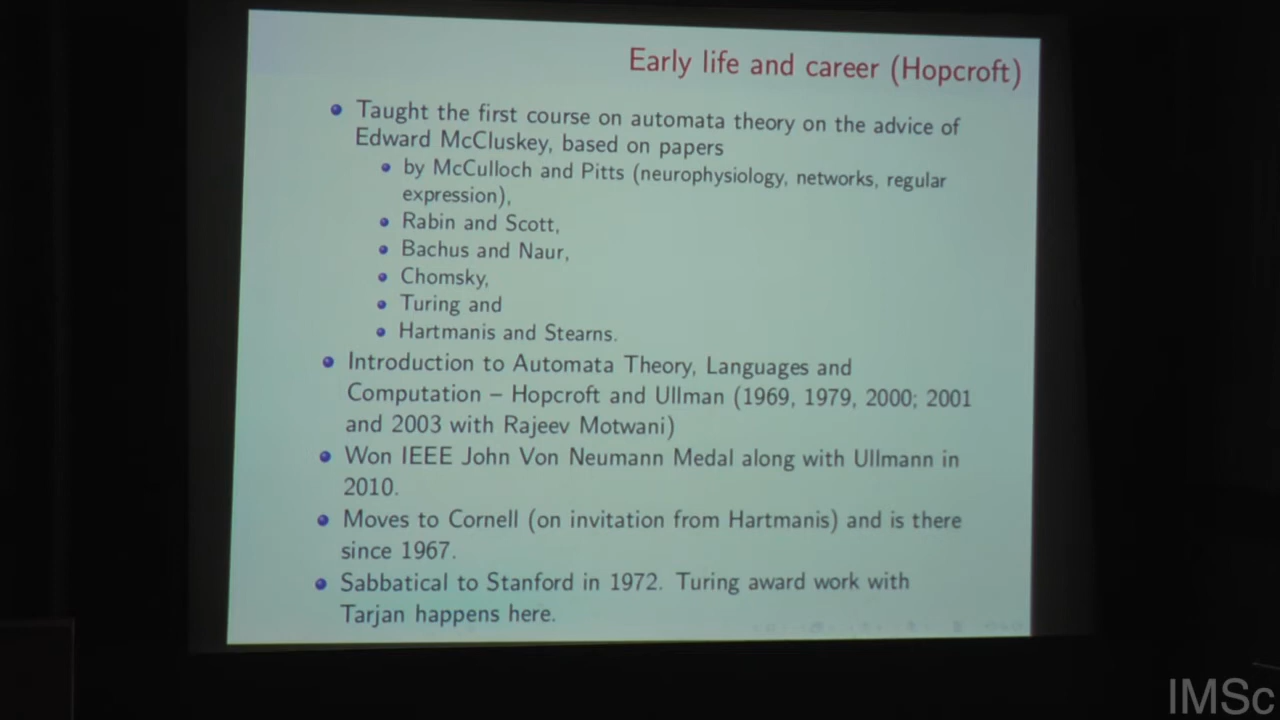 Early life and career (Hopcroft)
Taught the first course on automata theory on the advice of
Edward McCluskey, based on papers
by McCulloch and Pitts (neurophysiology, networks, regular
expression),
Rabin and Scott,
Bachus and Naur,
Chomsky,
Turing and
Hartmanis and Stearns.
Introduction to Automata Theory, Languages and
Computation – Hopcroft and Ullman (1969, 1979, 2000; 2001
and 2003 with Rajeev Motwani)
Won IEEE John Von Neumann Medal along with Ullmann in
2010.
Moves to Cornell (on invitation from Hartmanis) and is there
since 1967.
Sabbatical to Stanford in 1972. Turing award work with
Tarjan happens here.
IMSc